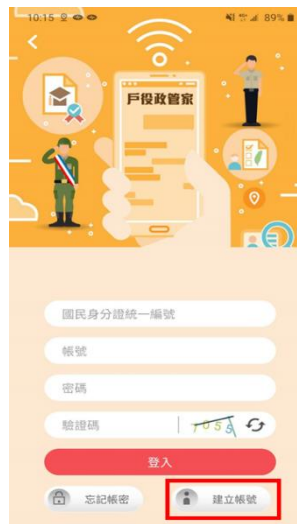 10:15
89%
戶役政管家
國民身分證統一編號
帳號
密碼
驗證碼
7055
登入
忘記帳密
建立帳號